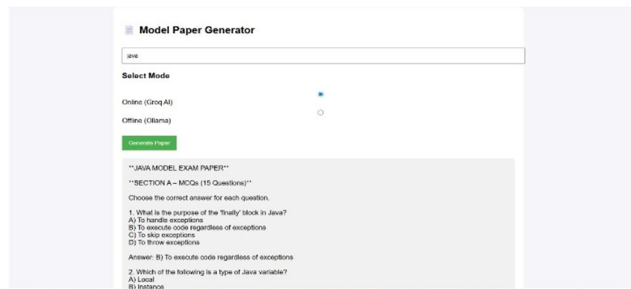 Model Paper Generator
java
Select Mode
Online (Groq AI)
Offline (Ollama)
Generate Paper
**JAVA MODEL EXAM PAPER**
**SECTION A – MCQs (15 Questions)**
Choose the correct answer for each question.
1. What is the purpose of the 'finally' block in Java?
A) To handle exceptions
B) To execute code regardless of exceptions
C) To skip exceptions
D) To throw exceptions
Answer: B) To execute code regardless of exceptions
2. Which of the following is a type of Java variable?
A) Local
B) Instance